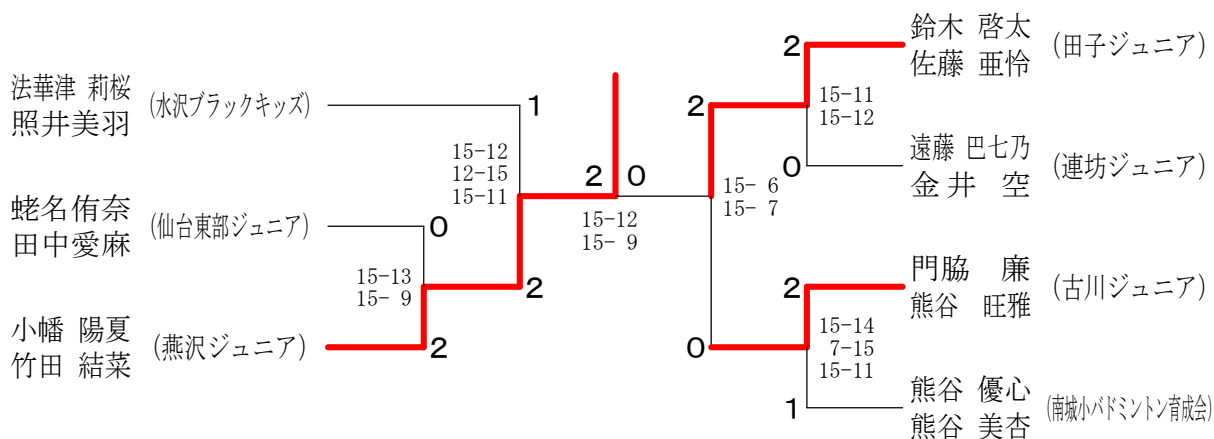 法華津 莉桜
照井美羽
(水沢ブラックキッズ)
1
蛯名侑奈
田中愛麻
(仙台東部ジュニア)
0
小幡 陽夏
竹田 結菜
(燕沢ジュニア)
2
15-13
15- 9
15-12
12-15
15-11
2
2 0
15-12
15- 9
鈴木 啓太
佐藤 亜怜
(田子ジュニア)
2
15-11
15-12
遠藤 巴七乃
金井 空
(連坊ジュニア)
0
2
15- 6
15- 7
門脇 廉
熊谷 旺雅
(古川ジュニア)
2
15-14
7-15
15-11
0
熊谷 優心
熊谷 美杏
(南城小バドミントン育成会)
1